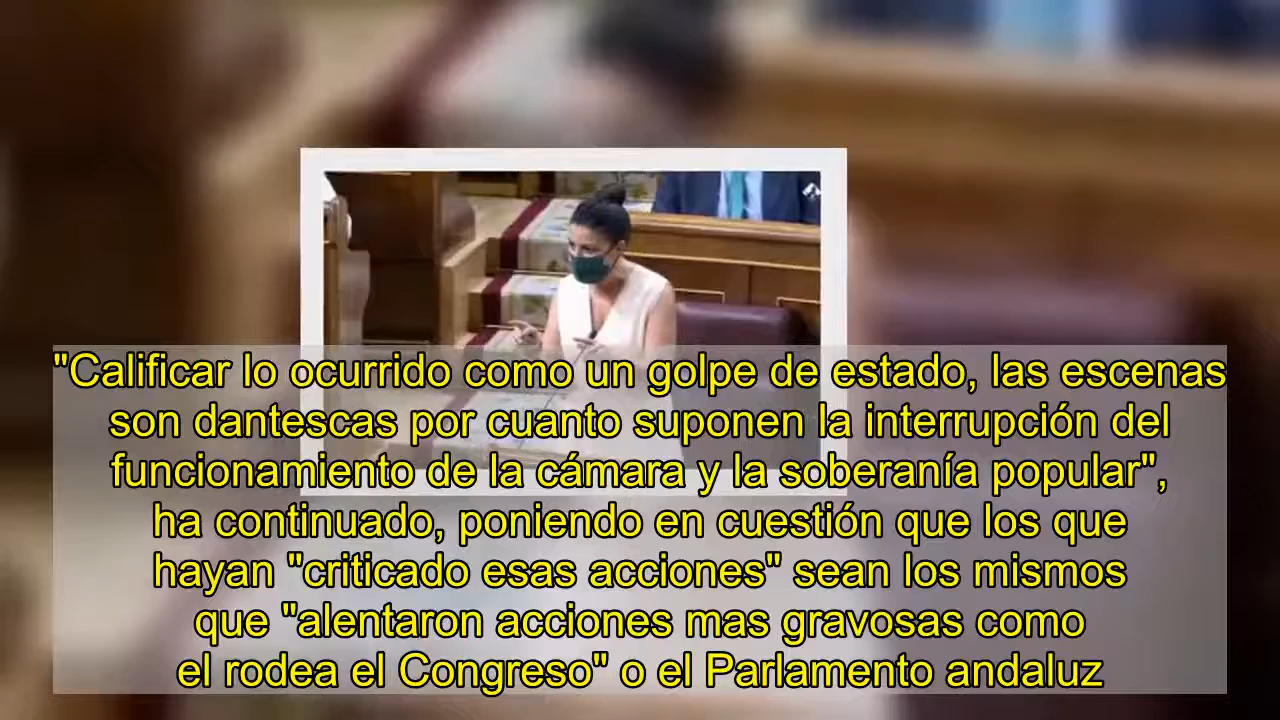 "Calificar lo ocurrido como un golpe de estado, las escenas
son dantescas por cuanto suponen la interrupción del
funcionamiento de la cámara y la soberanía popular",
ha continuado, poniendo en cuestión que los que
hayan "criticado esas acciones" sean los mismos
que "alentaron acciones mas gravosas como
el rodea el Congreso" o el Parlamento andaluz